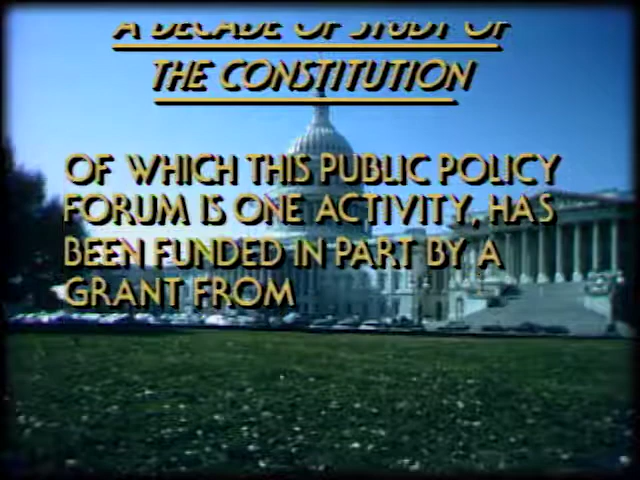 A DECADE OF STUDY OF
THE CONSTITUTION
OF WHICH THIS PUBLIC POLICY
FORUM IS ONE ACTIVITY, HAS
BEEN FUNDED IN PART BY A
GRANT FROM